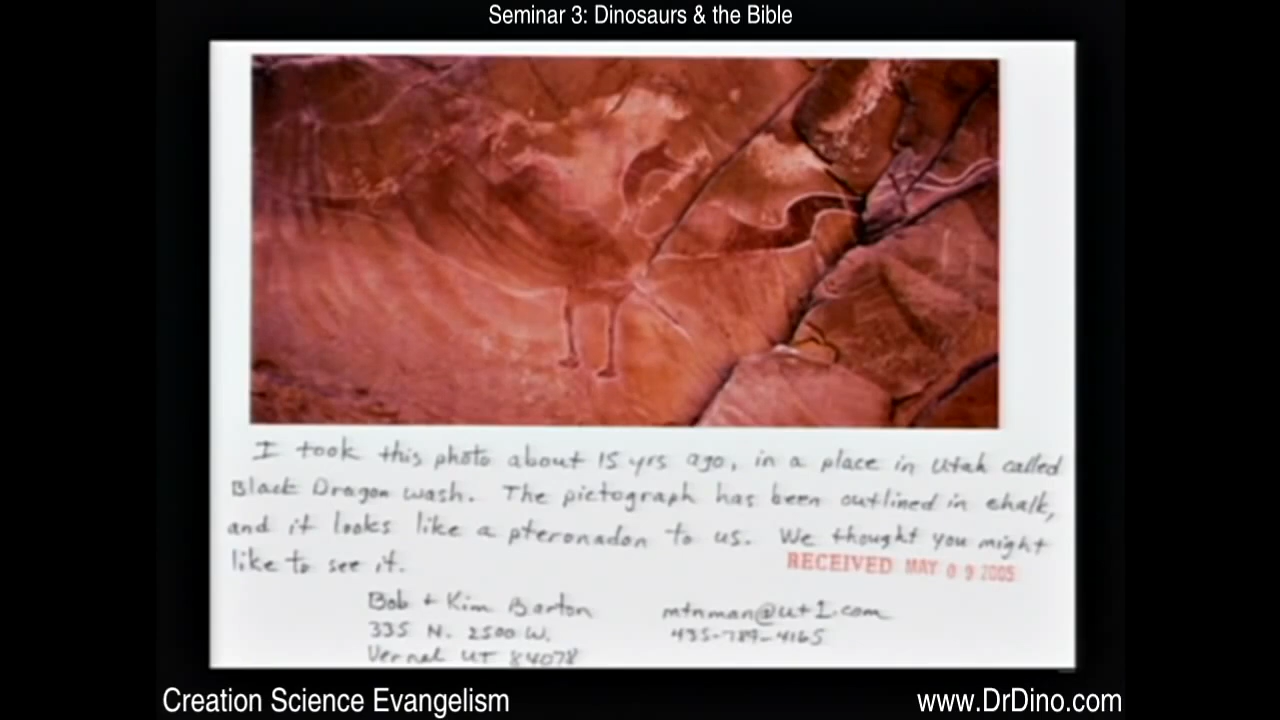 Seminar 3: Dinosaurs & the Bible
I took this photo about 15 yrs ago, in a place in Utah called
Black Dragon wash. The pictograph has been outlined in chalk,
and it looks like a pteronadon to us. We thought you might
like to see it.
RECEIVED MAY 09 2005
Bob + Kim Barton
335 N. 2500 W.
Vernal UT 84078
mtnman@ut1.com
435-789-4165
Creation Science Evangelism
www.DrDino.com